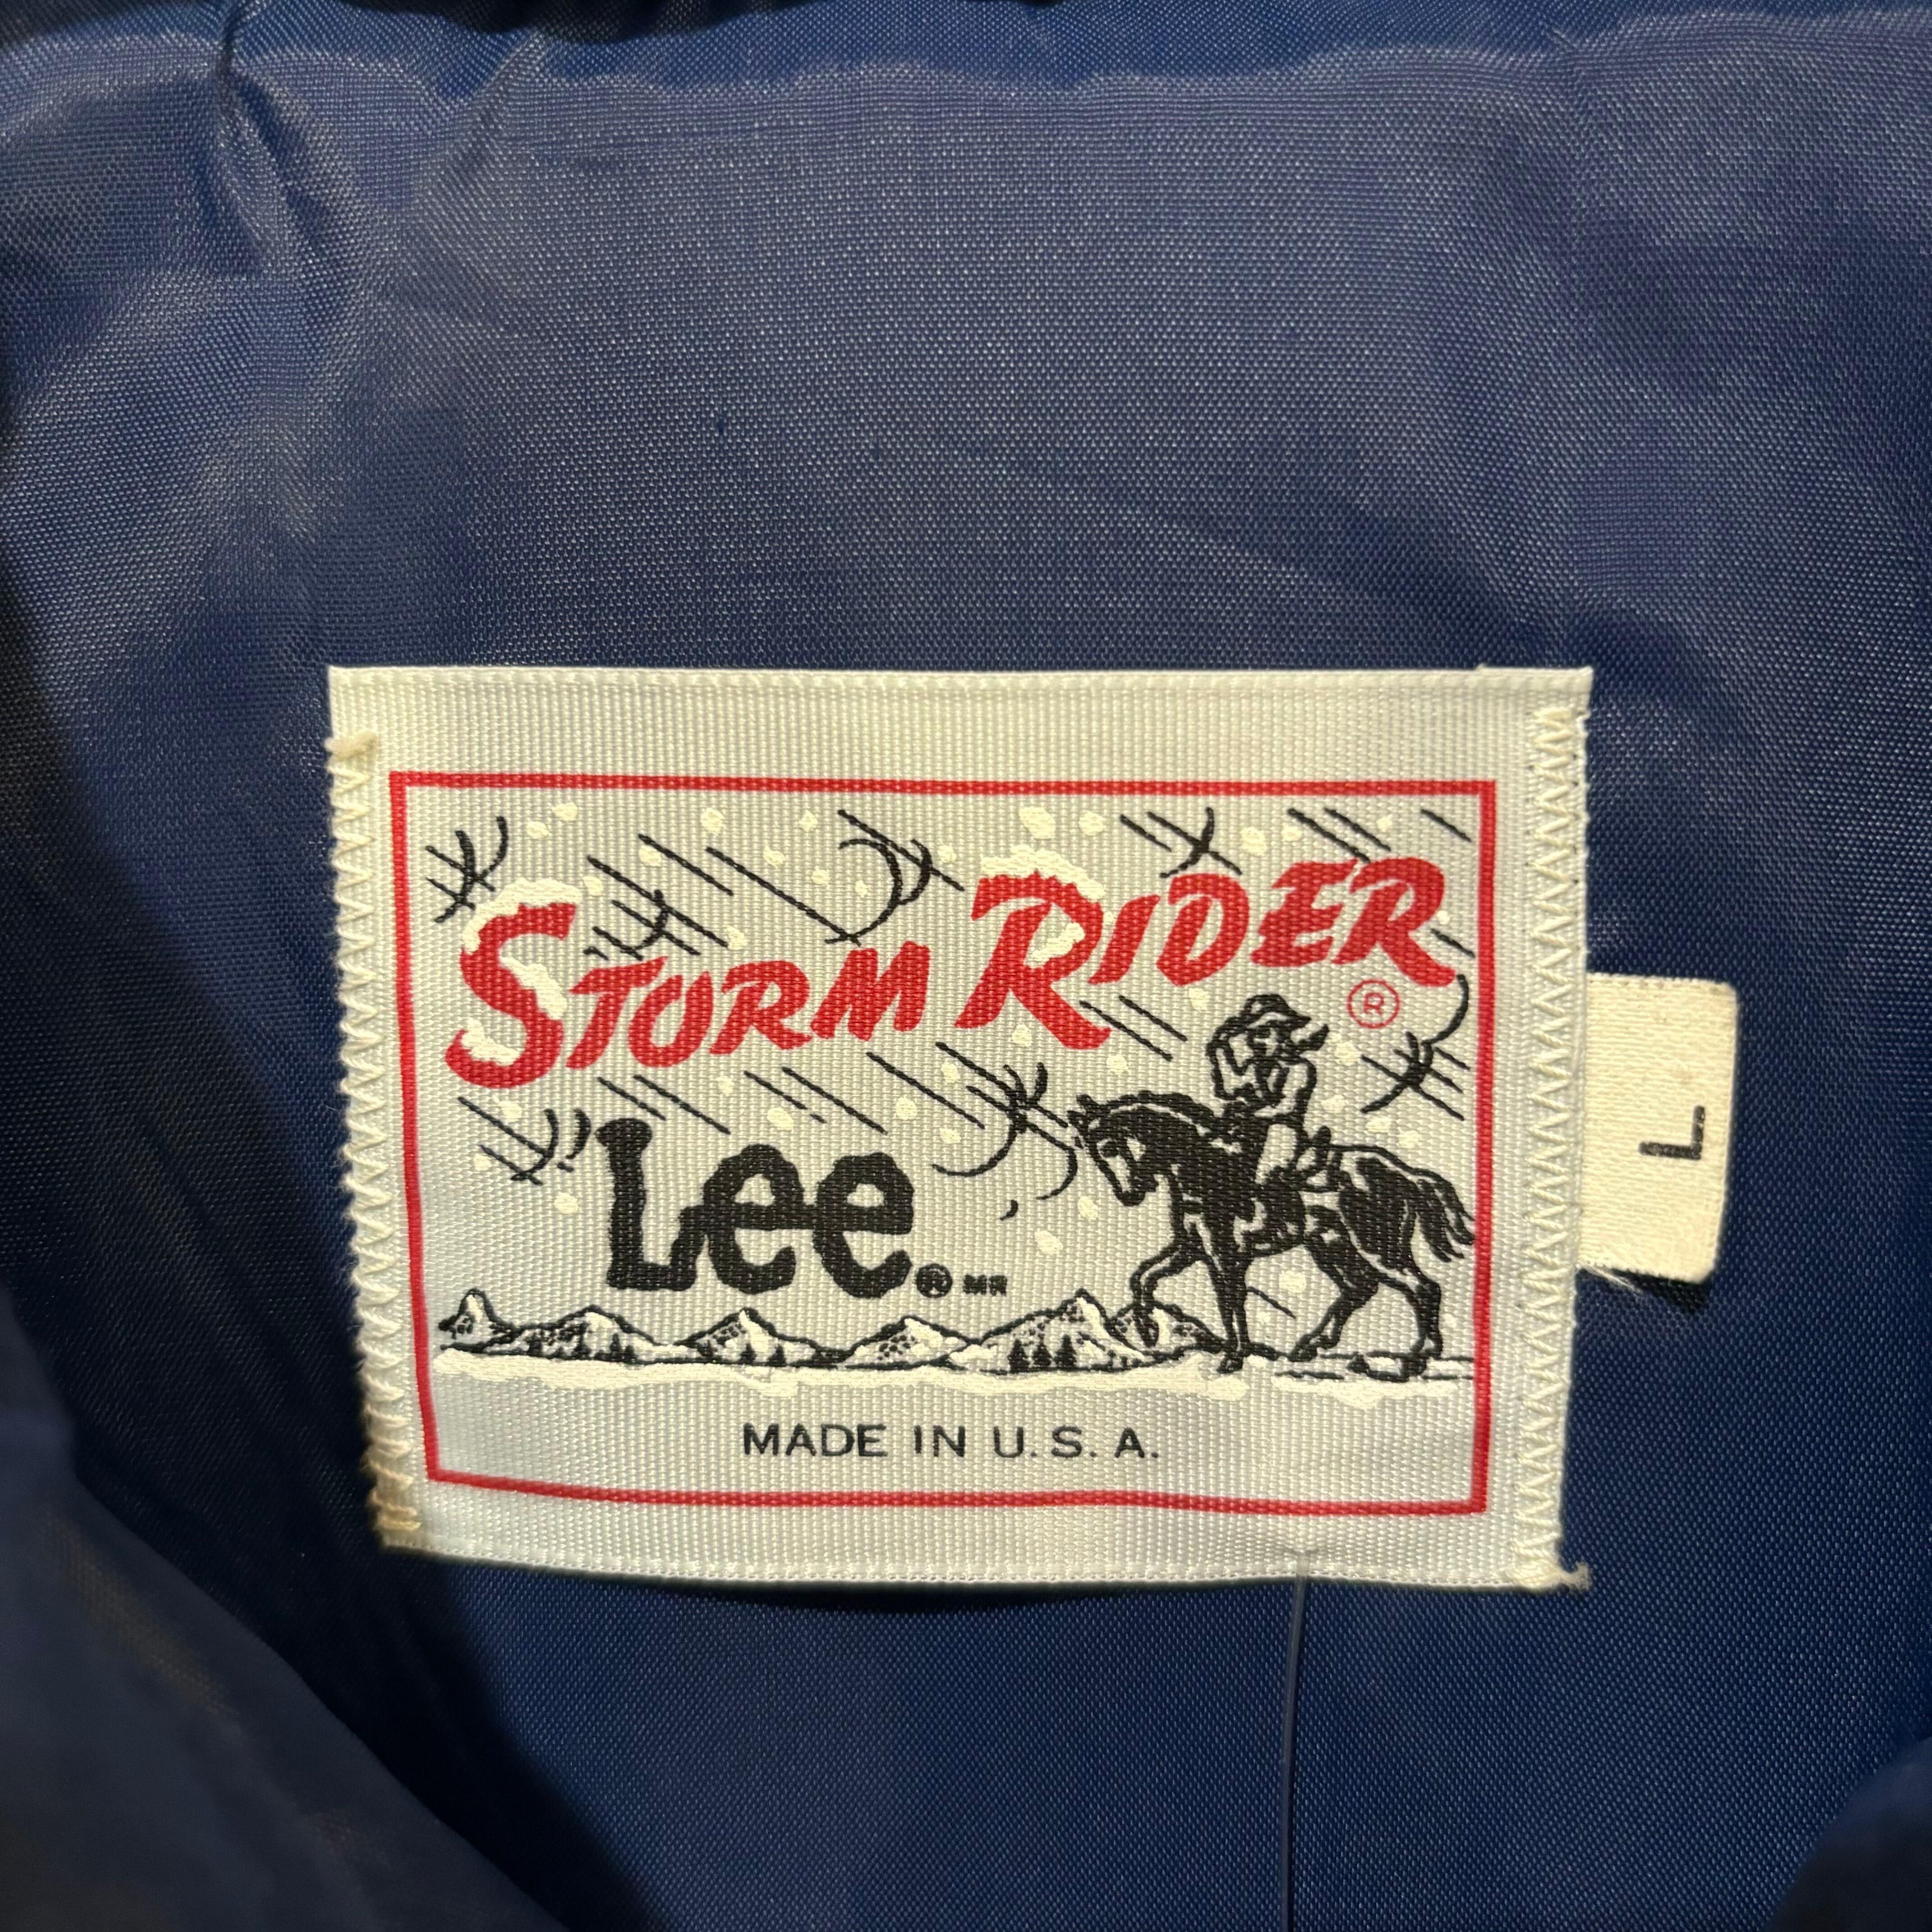 STORM RIDER ®
Lee ® MR
MADE IN U.S.A.
L